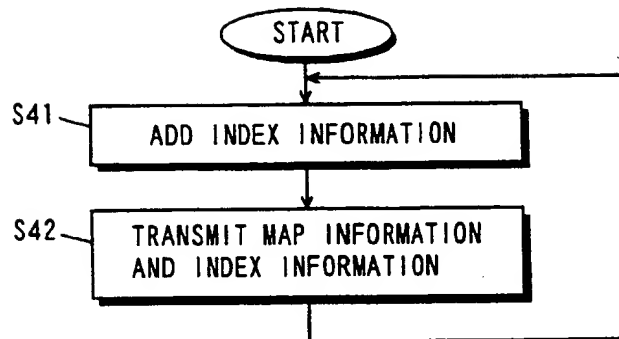 START
S41
ADD INDEX INFORMATION
S42
TRANSMIT MAP INFORMATION
AND INDEX INFORMATION